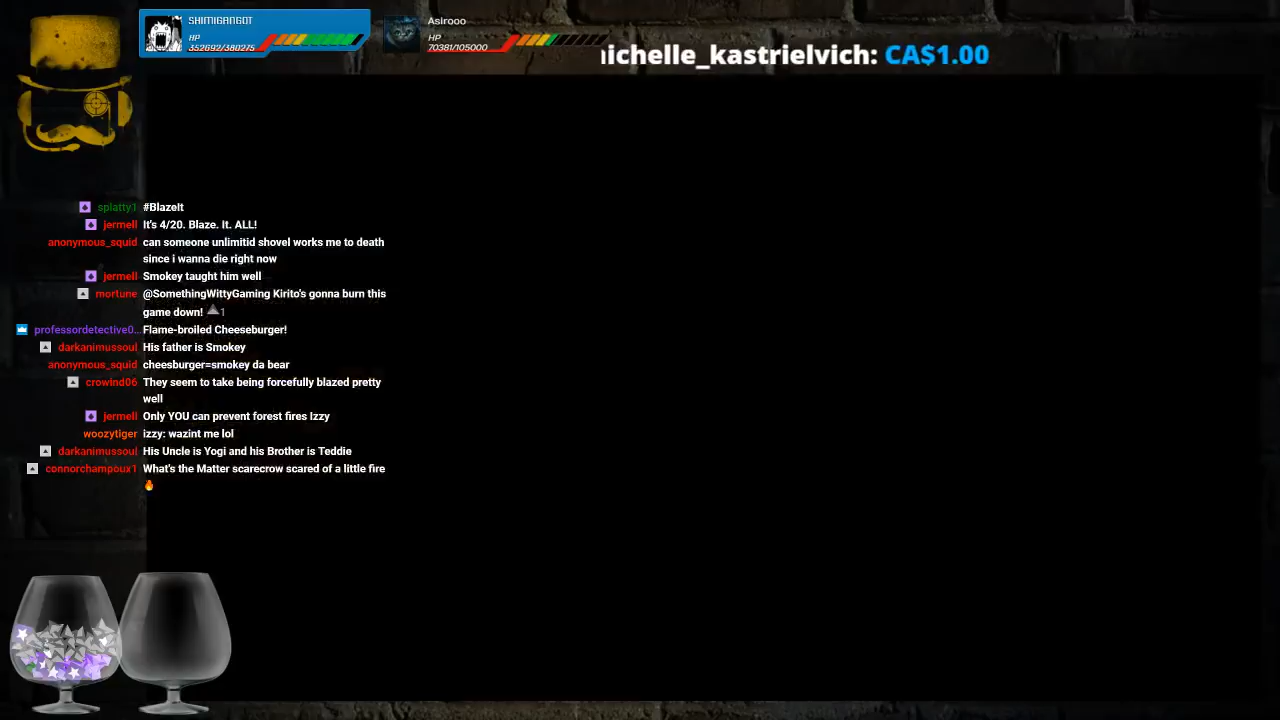 SHIMIGANGOT
HP
352692/380275
Asirooo
HP
70381/105000
ichelle_kastrielvich: CA$1.00
splatty1 #BlazeIt
jermell It's 4/20. Blaze. It. ALL!
anonymous_squid can someone unlimitid shovel works me to death
since i wanna die right now
jermell Smokey taught him well
mortune @SomethingWittyGaming Kirito's gonna burn this
game down! 1
professordetective0... Flame-broiled Cheeseburger!
darkanimussoul His father is Smokey
anonymous_squid cheesburger=smokey da bear
crowind06 They seem to take being forcefully blazed pretty
well
jermell Only YOU can prevent forest fires Izzy
woozytiger izzy: wazint me lol
darkanimussoul His Uncle is Yogi and his Brother is Teddie
connorchampoux1 What's the Matter scarecrow scared of a little fire
🔥